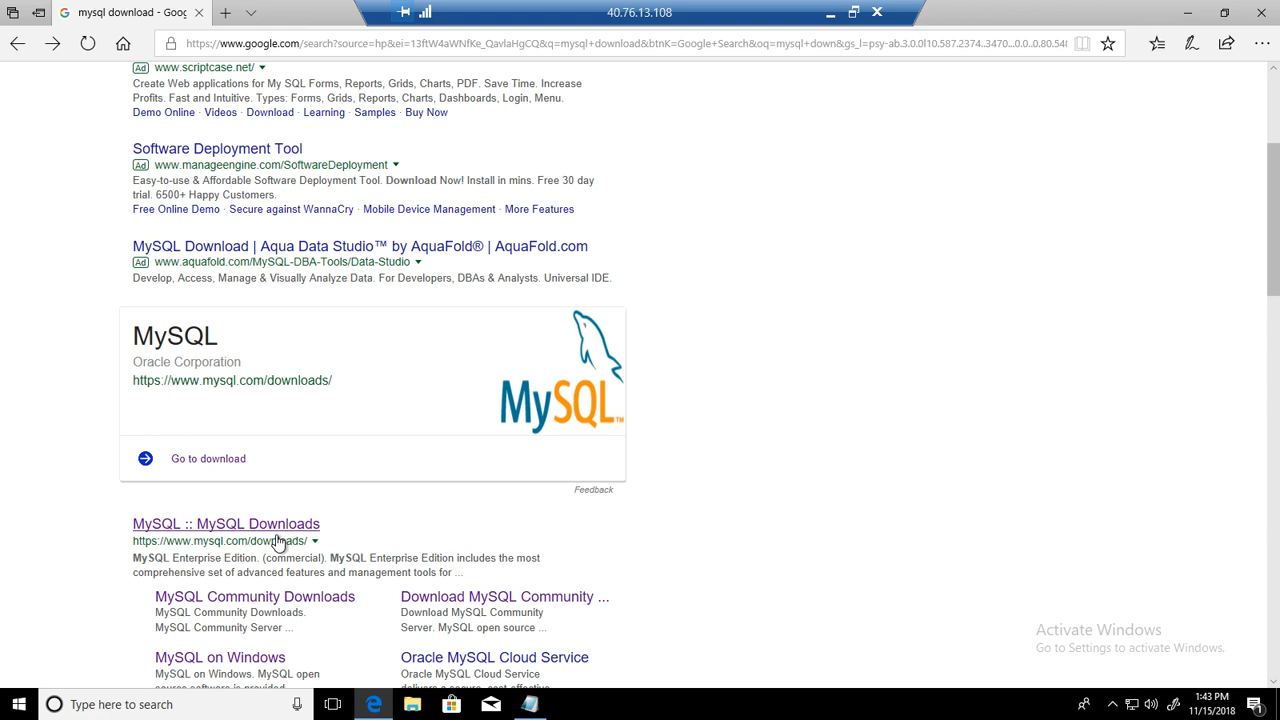 mysql download - Goog
40.76.13.108
https://www.google.com/search?source=hp&ei=13ftW4aWNfKe_QavlaHgCQ&q=mysql+download&btnK=Google+Search&oq=mysql+down&gs_l=psy-ab.3.0.0l10.587.2374..3470...0.0..0.80.54
Ad www.scriptcase.net/
Create Web applications for My SQL Forms, Reports, Grids, Charts, PDF. Save Time. Increase
Profits. Fast and Intuitive. Types: Forms, Grids, Reports, Charts, Dashboards, Login, Menu.
Demo Online · Videos · Download · Learning · Samples · Buy Now
Software Deployment Tool
Ad www.manageengine.com/SoftwareDeployment
Easy-to-use & Affordable Software Deployment Tool. Download Now! Install in mins. Free 30 day
trial. 6500+ Happy Customers.
Free Online Demo · Secure against WannaCry · Mobile Device Management · More Features
MySQL Download | Aqua Data Studio™ by AquaFold® | AquaFold.com
Ad www.aquafold.com/MySQL-DBA-Tools/Data-Studio
Develop, Access, Manage & Visually Analyze Data. For Developers, DBAs & Analysts. Universal IDE.
MySQL
Oracle Corporation
https://www.mysql.com/downloads/
MySQL™
Go to download
Feedback
MySQL :: MySQL Downloads
https://www.mysql.com/downloads/
MySQL Enterprise Edition. (commercial). MySQL Enterprise Edition includes the most
comprehensive set of advanced features and management tools for ...
MySQL Community Downloads
MySQL Community Downloads.
MySQL Community Server ...
Download MySQL Community ...
Download MySQL Community
Server. MySQL open source ...
MySQL on Windows
MySQL on Windows. MySQL open
source software is provided
Oracle MySQL Cloud Service
Oracle MySQL Cloud Service
delivers a secure, cost-effective
Activate Windows
Go to Settings to activate Windows.
Type here to search
1:43 PM
11/15/2018
1